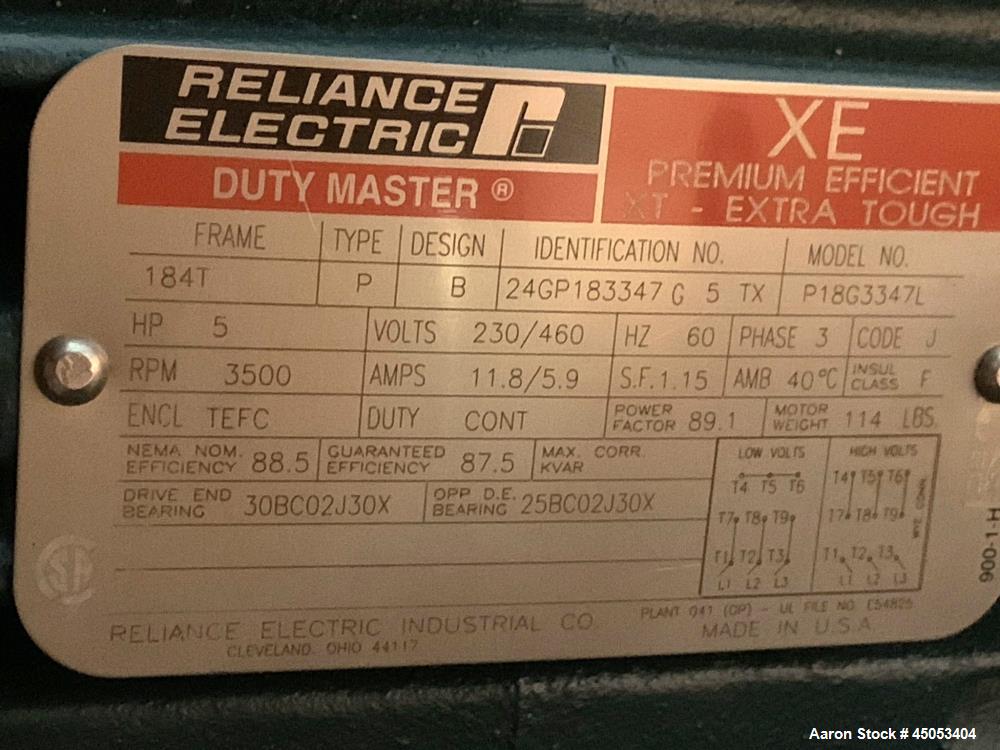 RELIANCE
ELECTRIC
DUTY MASTER ®
XE
PREMIUM EFFICIENT
XT - EXTRA TOUGH
FRAME TYPE DESIGN IDENTIFICATION NO. MODEL NO.
184T P B 24GP183347 G 5 TX P18G3347L
HP 5 VOLTS 230/460 HZ 60 PHASE 3 CODE J
RPM 3500 AMPS 11.8/5.9 S.F. 1.15 AMB 40°C INSUL CLASS F
ENCL TEFC DUTY CONT POWER FACTOR 89.1 MOTOR WEIGHT 114 LBS.
NEMA NOM. EFFICIENCY 88.5 GUARANTEED EFFICIENCY 87.5 MAX. CORR. KVAR
DRIVE END BEARING 30BC02J30X OPP D.E. BEARING 25BC02J30X
LOW VOLTS HIGH VOLTS
T4 T5 T6 T4 T5 T6
T7 T8 T9 T7 T8 T9
T1 T2 T3 T1 T2 T3
L1 L2 L3 L1 L2 L3
900-1-H
SA
PLANT 041 (GP) - UL FILE NO. E54825
RELIANCE ELECTRIC INDUSTRIAL CO. MADE IN U.S.A.
CLEVELAND, OHIO 44117
Aaron Stock # 45053404